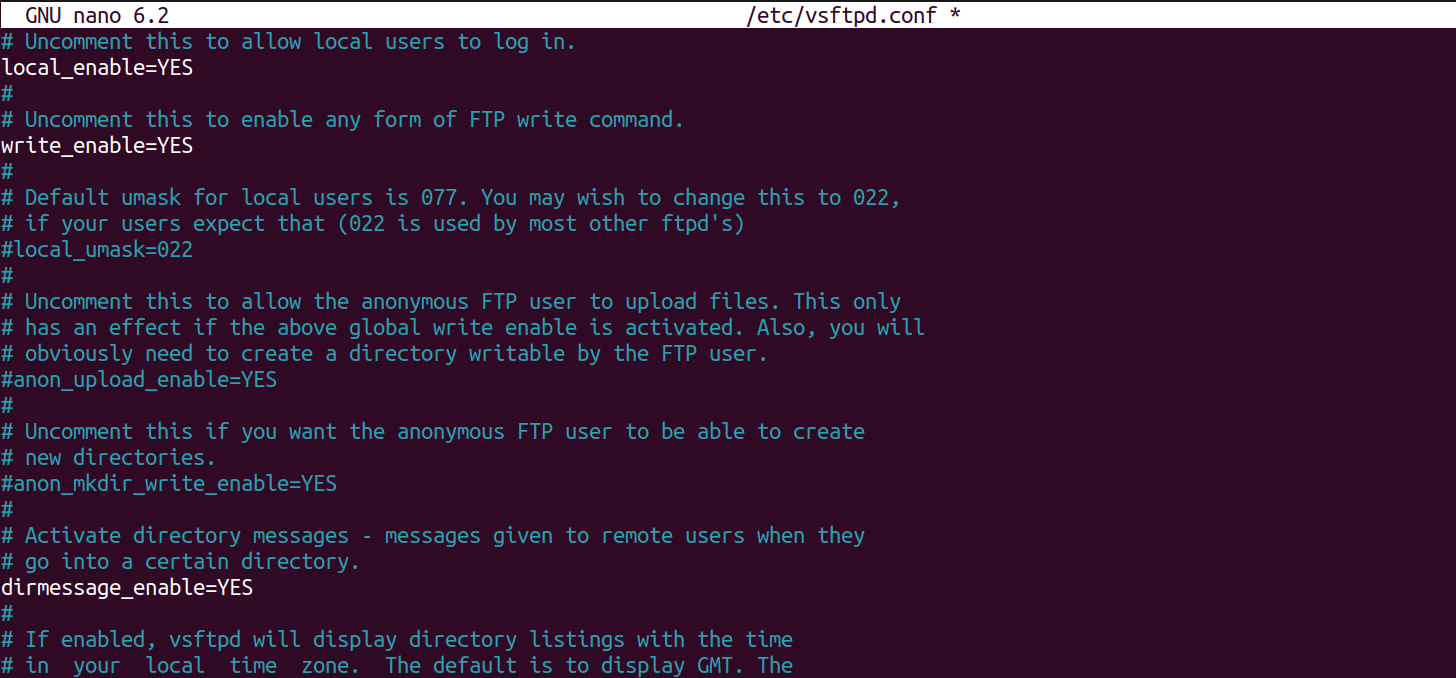 GNU nano 6.2 /etc/vsftpd.conf *
# Uncomment this to allow local users to log in.
local_enable=YES
#
# Uncomment this to enable any form of FTP write command.
write_enable=YES
#
# Default umask for local users is 077. You may wish to change this to 022,
# if your users expect that (022 is used by most other ftpd's)
#local_umask=022
#
# Uncomment this to allow the anonymous FTP user to upload files. This only
# has an effect if the above global write enable is activated. Also, you will
# obviously need to create a directory writable by the FTP user.
#anon_upload_enable=YES
#
# Uncomment this if you want the anonymous FTP user to be able to create
# new directories.
#anon_mkdir_write_enable=YES
#
# Activate directory messages - messages given to remote users when they
# go into a certain directory.
dirmessage_enable=YES
#
# If enabled, vsftpd will display directory listings with the time
# in  your  local  time  zone.  The default is to display GMT. The